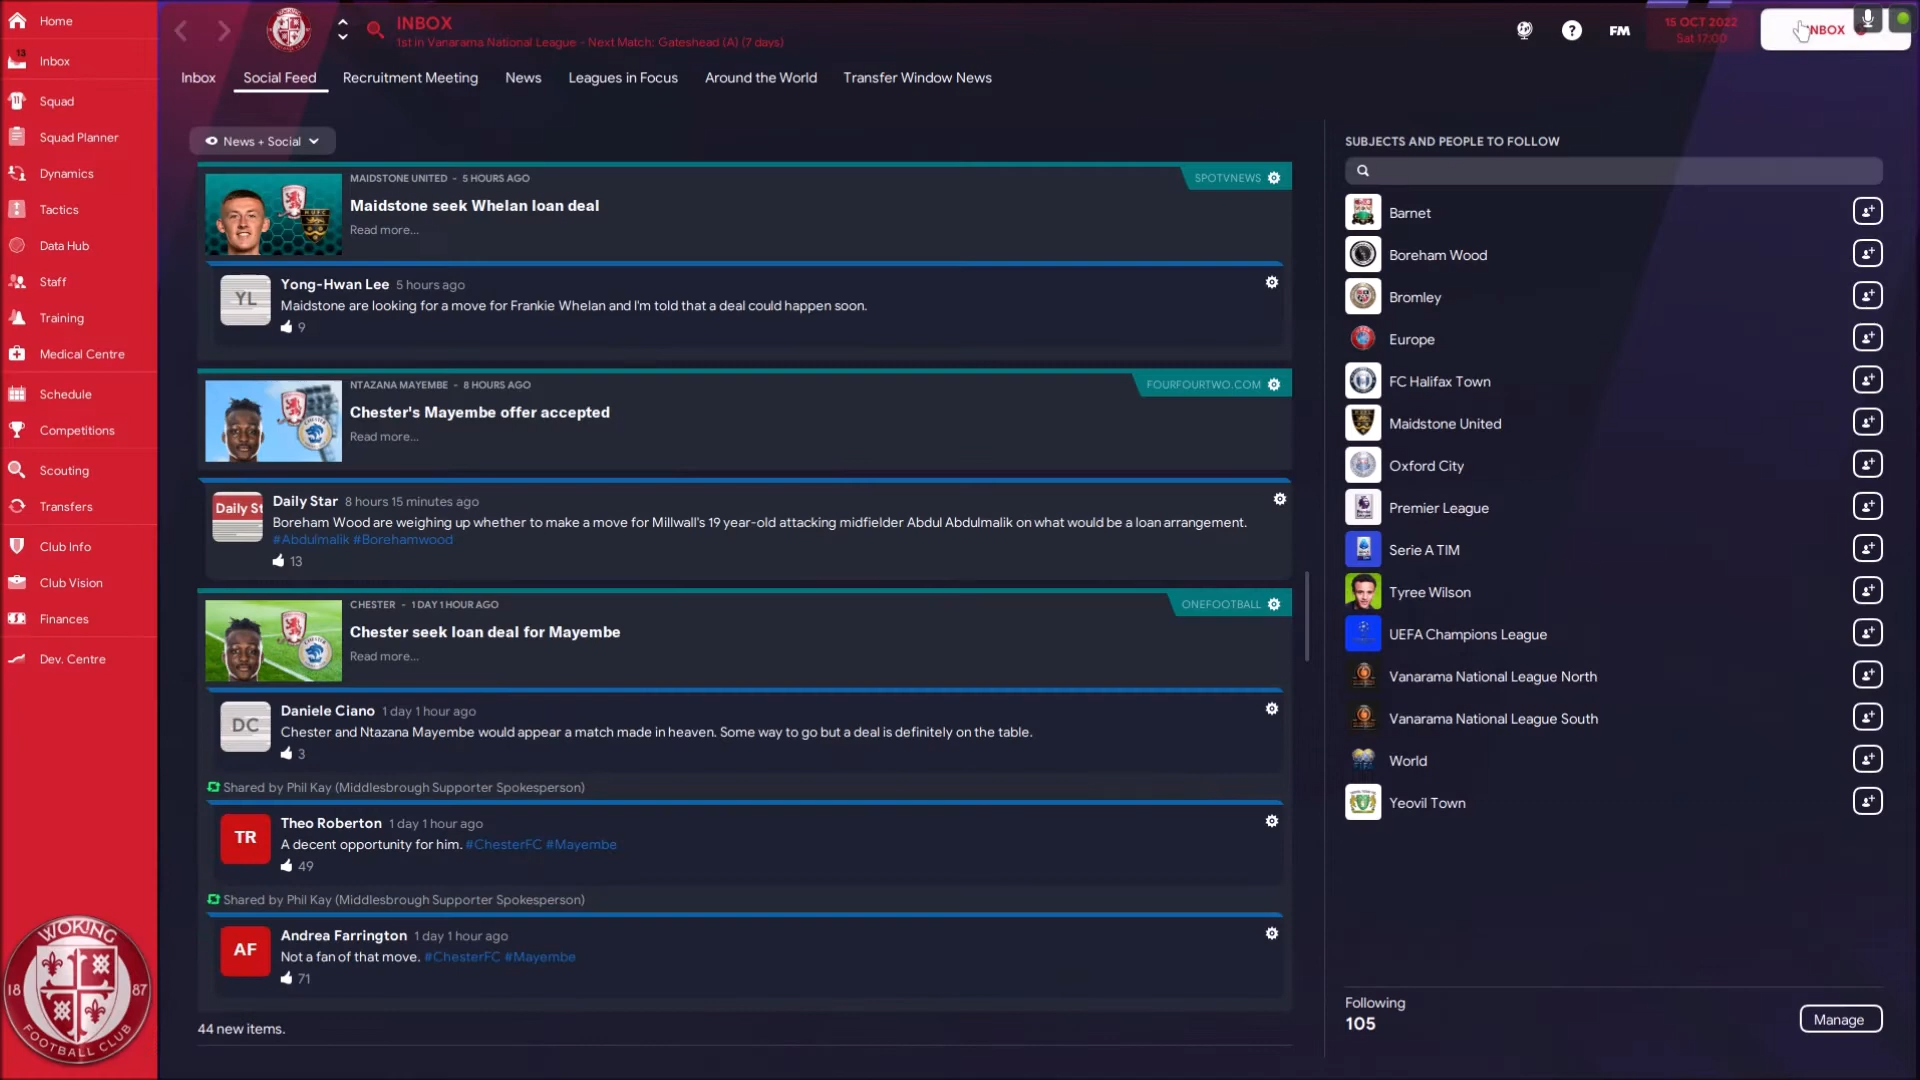 Home
13
Inbox
Squad
Squad Planner
Dynamics
Tactics
Data Hub
Staff
Training
Medical Centre
Schedule
Competitions
Scouting
Transfers
Club Info
Club Vision
Finances
Dev. Centre
WOKING
18 87
FOOTBALL CLUB
INBOX
1st in Vanarama National League - Next Match: Gateshead (A) (7 days)
FM
15 OCT 2022
Sat 17:00
INBOX
Inbox Social Feed Recruitment Meeting News Leagues in Focus Around the World Transfer Window News
News + Social
MAIDSTONE UNITED - 5 HOURS AGO
SPOTVNEWS
Maidstone seek Whelan loan deal
Read more...
YL
Yong-Hwan Lee 5 hours ago
Maidstone are looking for a move for Frankie Whelan and I'm told that a deal could happen soon.
9
NTAZANA MAYEMBE - 8 HOURS AGO
FOURFOURTWO.COM
Chester's Mayembe offer accepted
Read more...
Daily St
Daily Star 8 hours 15 minutes ago
Boreham Wood are weighing up whether to make a move for Millwall's 19 year-old attacking midfielder Abdul Abdulmalik on what would be a loan arrangement.
#Abdulmalik #Borehamwood
13
CHESTER - 1 DAY 1 HOUR AGO
ONEFOOTBALL
Chester seek loan deal for Mayembe
Read more...
DC
Daniele Ciano 1 day 1 hour ago
Chester and Ntazana Mayembe would appear a match made in heaven. Some way to go but a deal is definitely on the table.
3
Shared by Phil Kay (Middlesbrough Supporter Spokesperson)
TR
Theo Roberton 1 day 1 hour ago
A decent opportunity for him. #ChesterFC #Mayembe
49
Shared by Phil Kay (Middlesbrough Supporter Spokesperson)
AF
Andrea Farrington 1 day 1 hour ago
Not a fan of that move. #ChesterFC #Mayembe
71
44 new items.
SUBJECTS AND PEOPLE TO FOLLOW
Barnet
Boreham Wood
Bromley
Europe
FC Halifax Town
Maidstone United
Oxford City
Premier League
Serie A TIM
Tyree Wilson
UEFA Champions League
Vanarama National League North
Vanarama National League South
World
Yeovil Town
Following
105
Manage